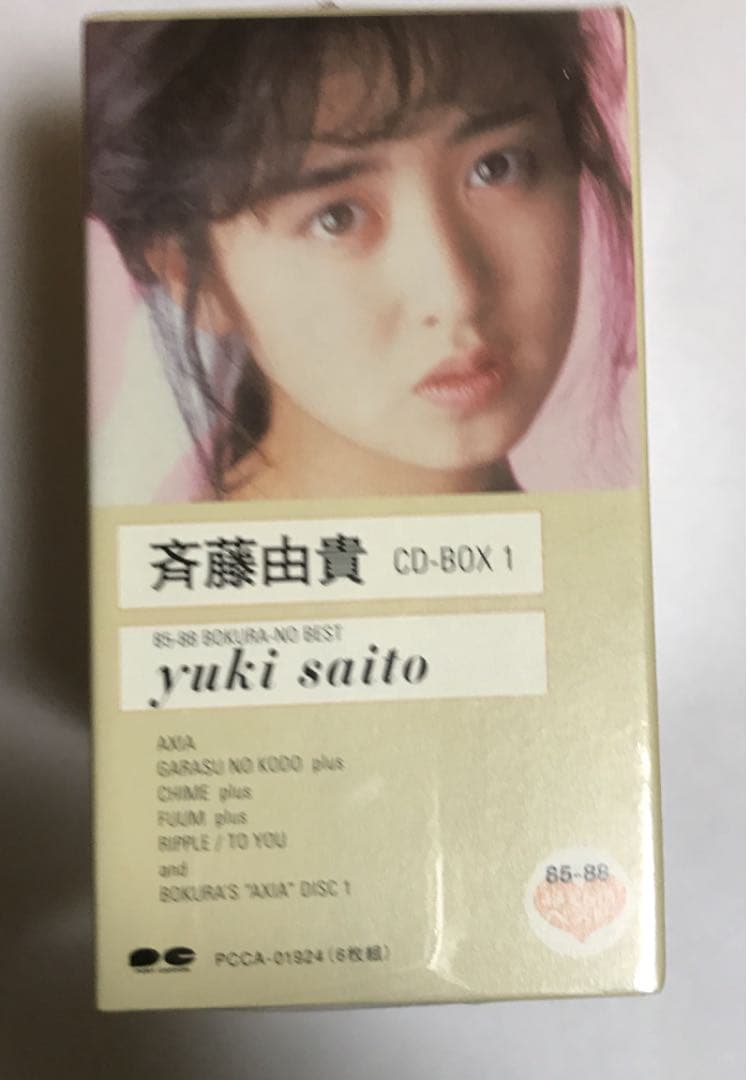 斉藤由貴 CD-BOX 1
85-88 BOKURA-NO BEST
yuki saito
AXIA
GARASU NO KODO plus
CHIME plus
FUUM plus
RIPPLE / TO YOU
and
BOKURA'S "AXIA" DISC 1
85-88
PCCA-01924(6枚組)